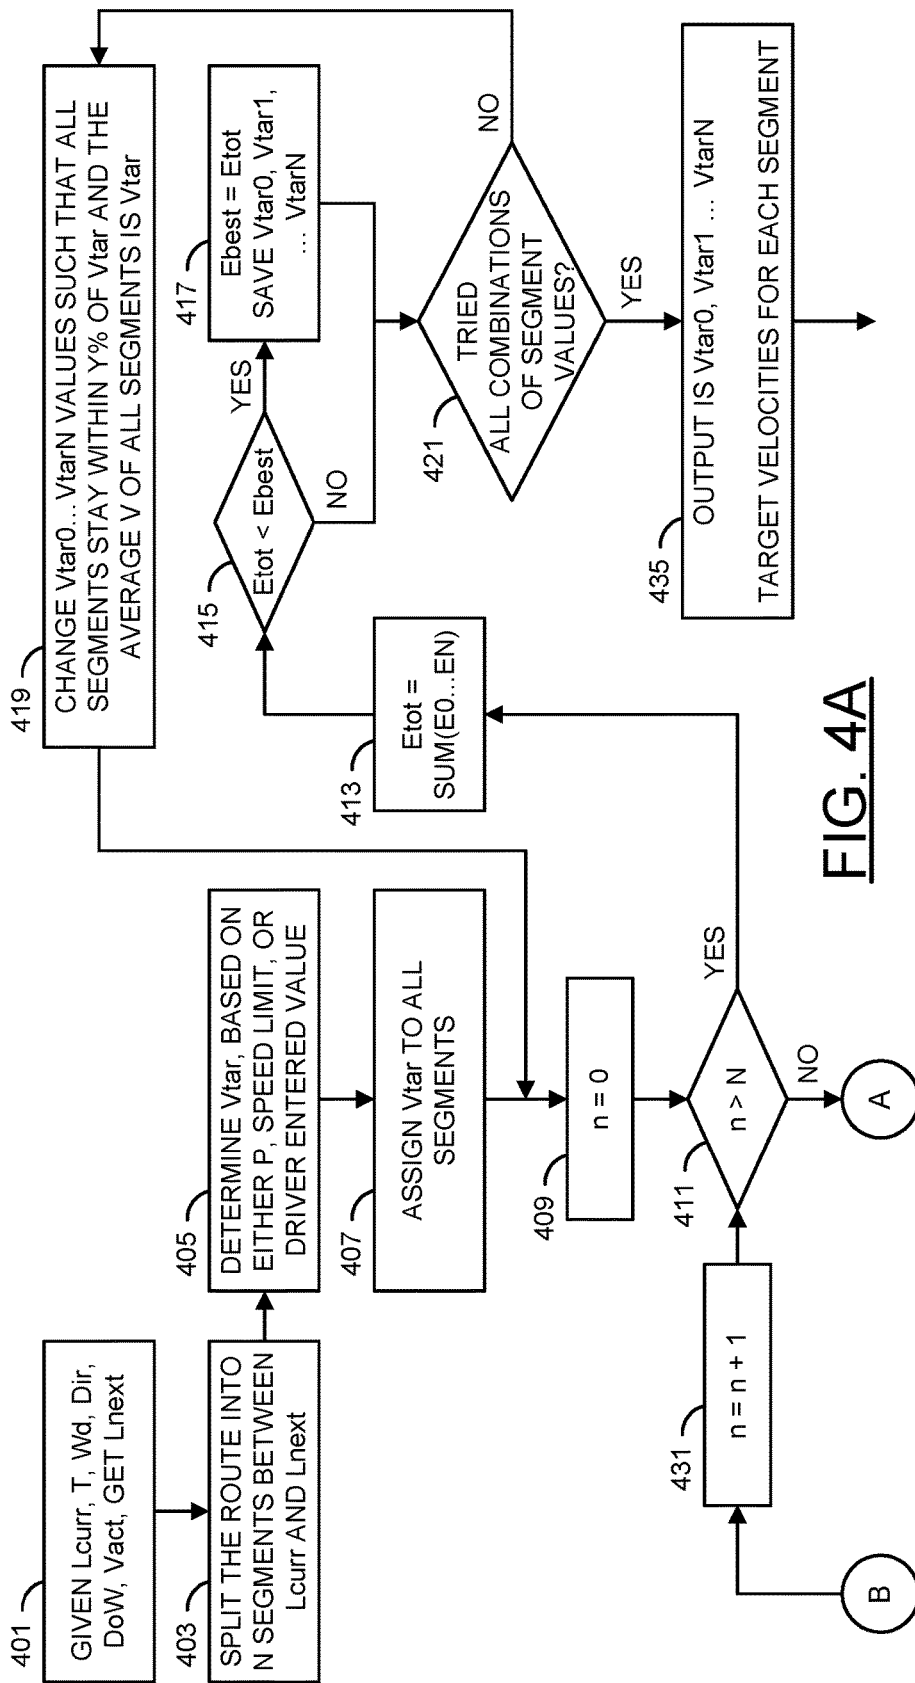 401
GIVEN Lcurr, T, Wd, Dir,
DoW, Vact, GET Lnext
403
SPLIT THE ROUTE INTO
N SEGMENTS BETWEEN
Lcurr AND Lnext
405
DETERMINE Vtar, BASED ON
EITHER P, SPEED LIMIT, OR
DRIVER ENTERED VALUE
407
ASSIGN Vtar TO ALL
SEGMENTS
409
n = 0
411
n > N
YES
NO
A
B
431
n = n + 1
413
Etot =
SUM(E0...EN)
415
Etot < Ebest
YES
NO
417
Ebest = Etot
SAVE Vtar0, Vtar1,
... VtarN
419
CHANGE Vtar0... VtarN VALUES SUCH THAT ALL
SEGMENTS STAY WITHIN Y% OF Vtar AND THE
AVERAGE V OF ALL SEGMENTS IS Vtar
421
TRIED
ALL COMBINATIONS
OF SEGMENT
VALUES?
NO
YES
435
OUTPUT IS Vtar0, Vtar1 ... VtarN
TARGET VELOCITIES FOR EACH SEGMENT
FIG. 4A